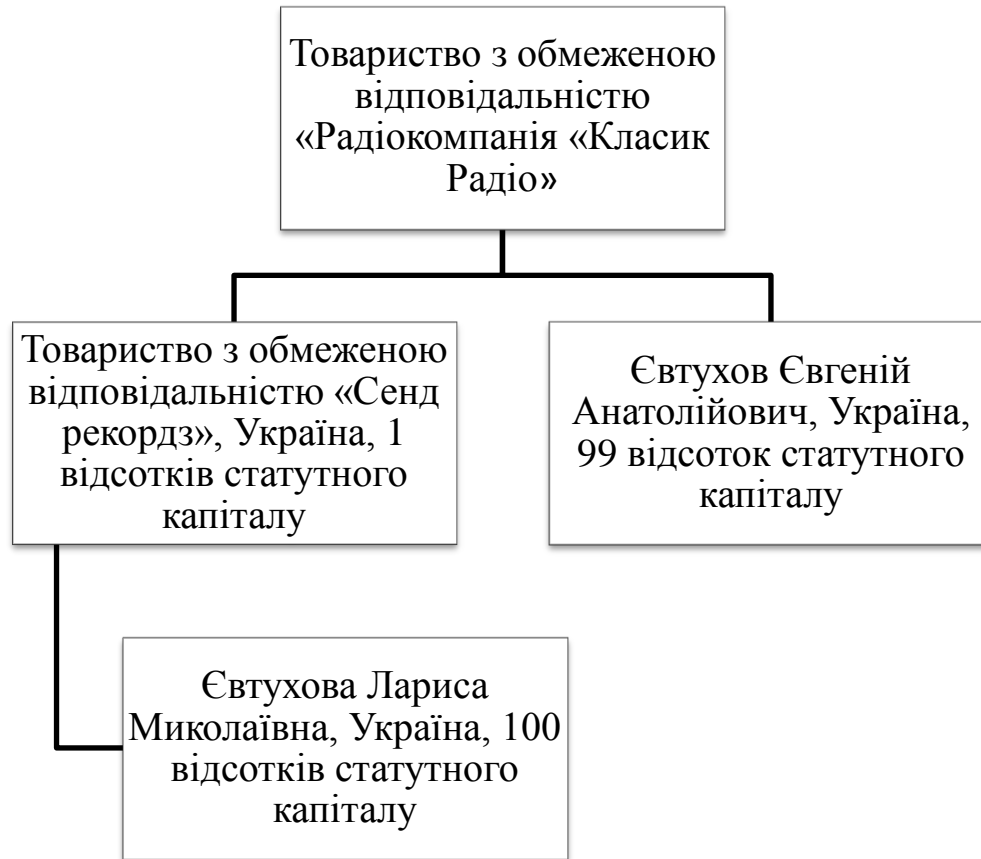 Товариство з обмеженою
відповідальністю
«Радіокомпанія «Класик
Радіо»
Товариство з обмеженою
відповідальністю «Сенд
рекордз», Україна, 1
відсотків статутного
капіталу
Євтухов Євгеній
Анатолійович, Україна,
99 відсоток статутного
капіталу
Євтухова Лариса
Миколаївна, Україна, 100
відсотків статутного
капіталу